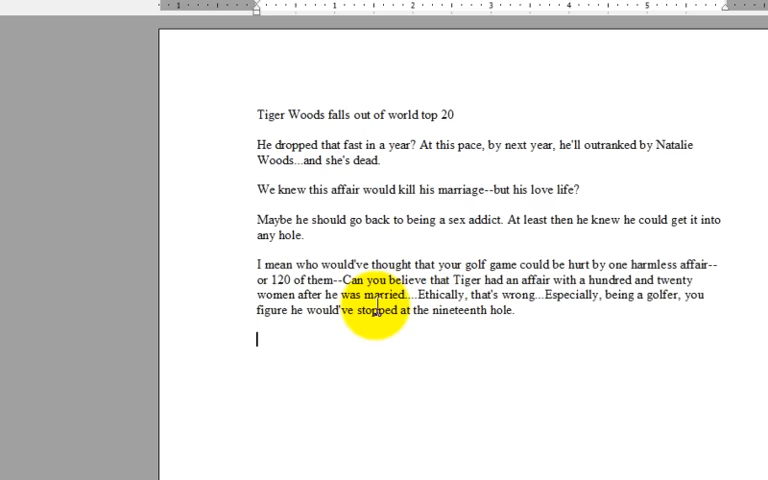 1 1 2 3 4 5
Tiger Woods falls out of world top 20
He dropped that fast in a year? At this pace, by next year, he'll outranked by Natalie
Woods...and she's dead.
We knew this affair would kill his marriage--but his love life?
Maybe he should go back to being a sex addict. At least then he knew he could get it into
any hole.
I mean who would've thought that your golf game could be hurt by one harmless affair--
or 120 of them--Can you believe that Tiger had an affair with a hundred and twenty
women after he was married....Ethically, that's wrong...Especially, being a golfer, you
figure he would've stopped at the nineteenth hole.